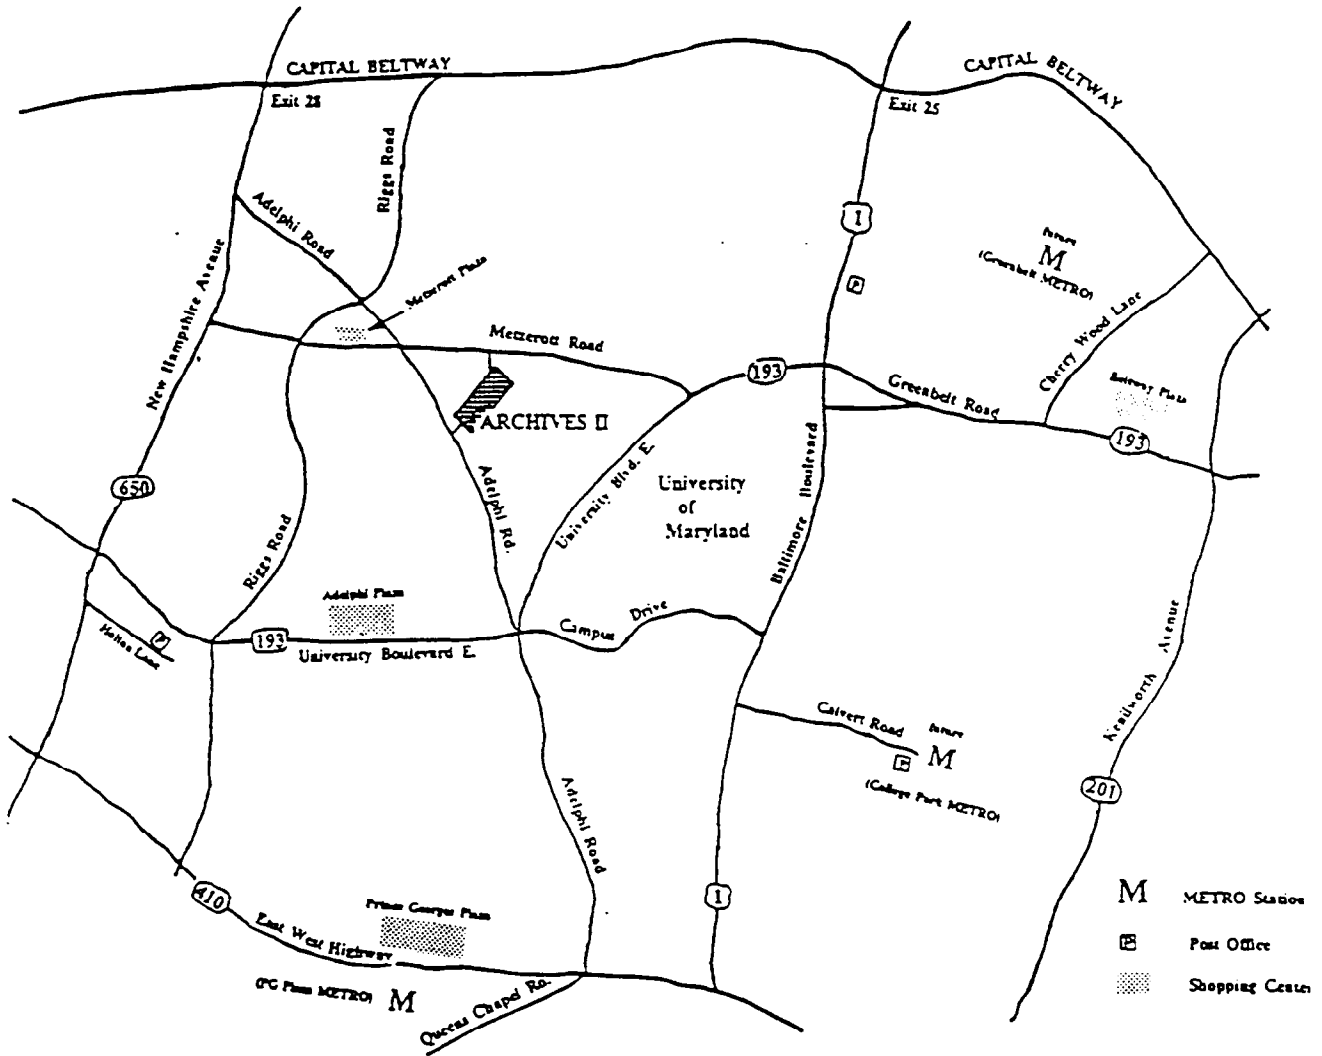 CAPITAL BELTWAY
CAPITAL BELTWAY
Exit 28
Exit 25
Riggs Road
Adelphi Road
1
Future
M
(Greenbelt METRO)
New Hampshire Avenue
Metzerott Plaza
P
Metzerott Road
Cherry Wood Lane
193
Greenbelt Road
Beltway Plaza
ARCHIVES II
193
University Blvd. E.
Baltimore Boulevard
650
University
of
Maryland
Adelphi Rd.
Riggs Road
Adelphi Plaza
Campus Drive
P
193
University Boulevard E.
Kenilworth Avenue
Calvert Road
Future
M
P
(College Park METRO)
201
Adelphi Road
410
1
M METRO Station
Prince Georges Plaza
East West Highway
P Post Office
Shopping Center
(PG Plaza METRO) M
Queens Chapel Rd.